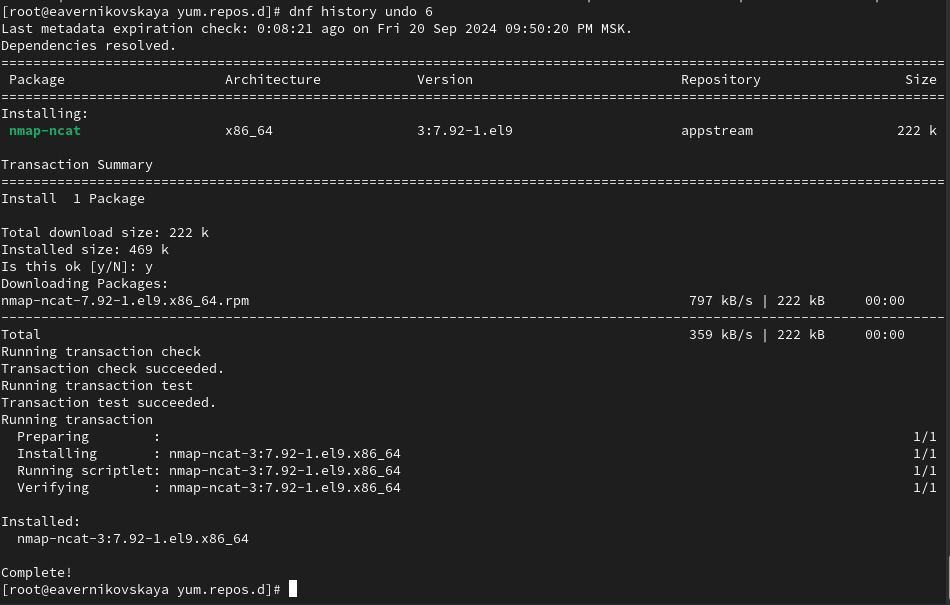 [root@eavernikovskaya yum.repos.d]# dnf history undo 6
Last metadata expiration check: 0:08:21 ago on Fri 20 Sep 2024 09:50:20 PM MSK.
Dependencies resolved.
================================================================================
Package Architecture Version Repository Size
================================================================================
Installing:
nmap-ncat x86_64 3:7.92-1.el9 appstream 222 k
Transaction Summary
================================================================================
Install  1 Package
Total download size: 222 k
Installed size: 469 k
Is this ok [y/N]: y
Downloading Packages:
nmap-ncat-7.92-1.el9.x86_64.rpm 797 kB/s | 222 kB 00:00
--------------------------------------------------------------------------------
Total 359 kB/s | 222 kB 00:00
Running transaction check
Transaction check succeeded.
Running transaction test
Transaction test succeeded.
Running transaction
Preparing : 1/1
Installing : nmap-ncat-3:7.92-1.el9.x86_64 1/1
Running scriptlet: nmap-ncat-3:7.92-1.el9.x86_64 1/1
Verifying : nmap-ncat-3:7.92-1.el9.x86_64 1/1
Installed:
nmap-ncat-3:7.92-1.el9.x86_64
Complete!
[root@eavernikovskaya yum.repos.d]#